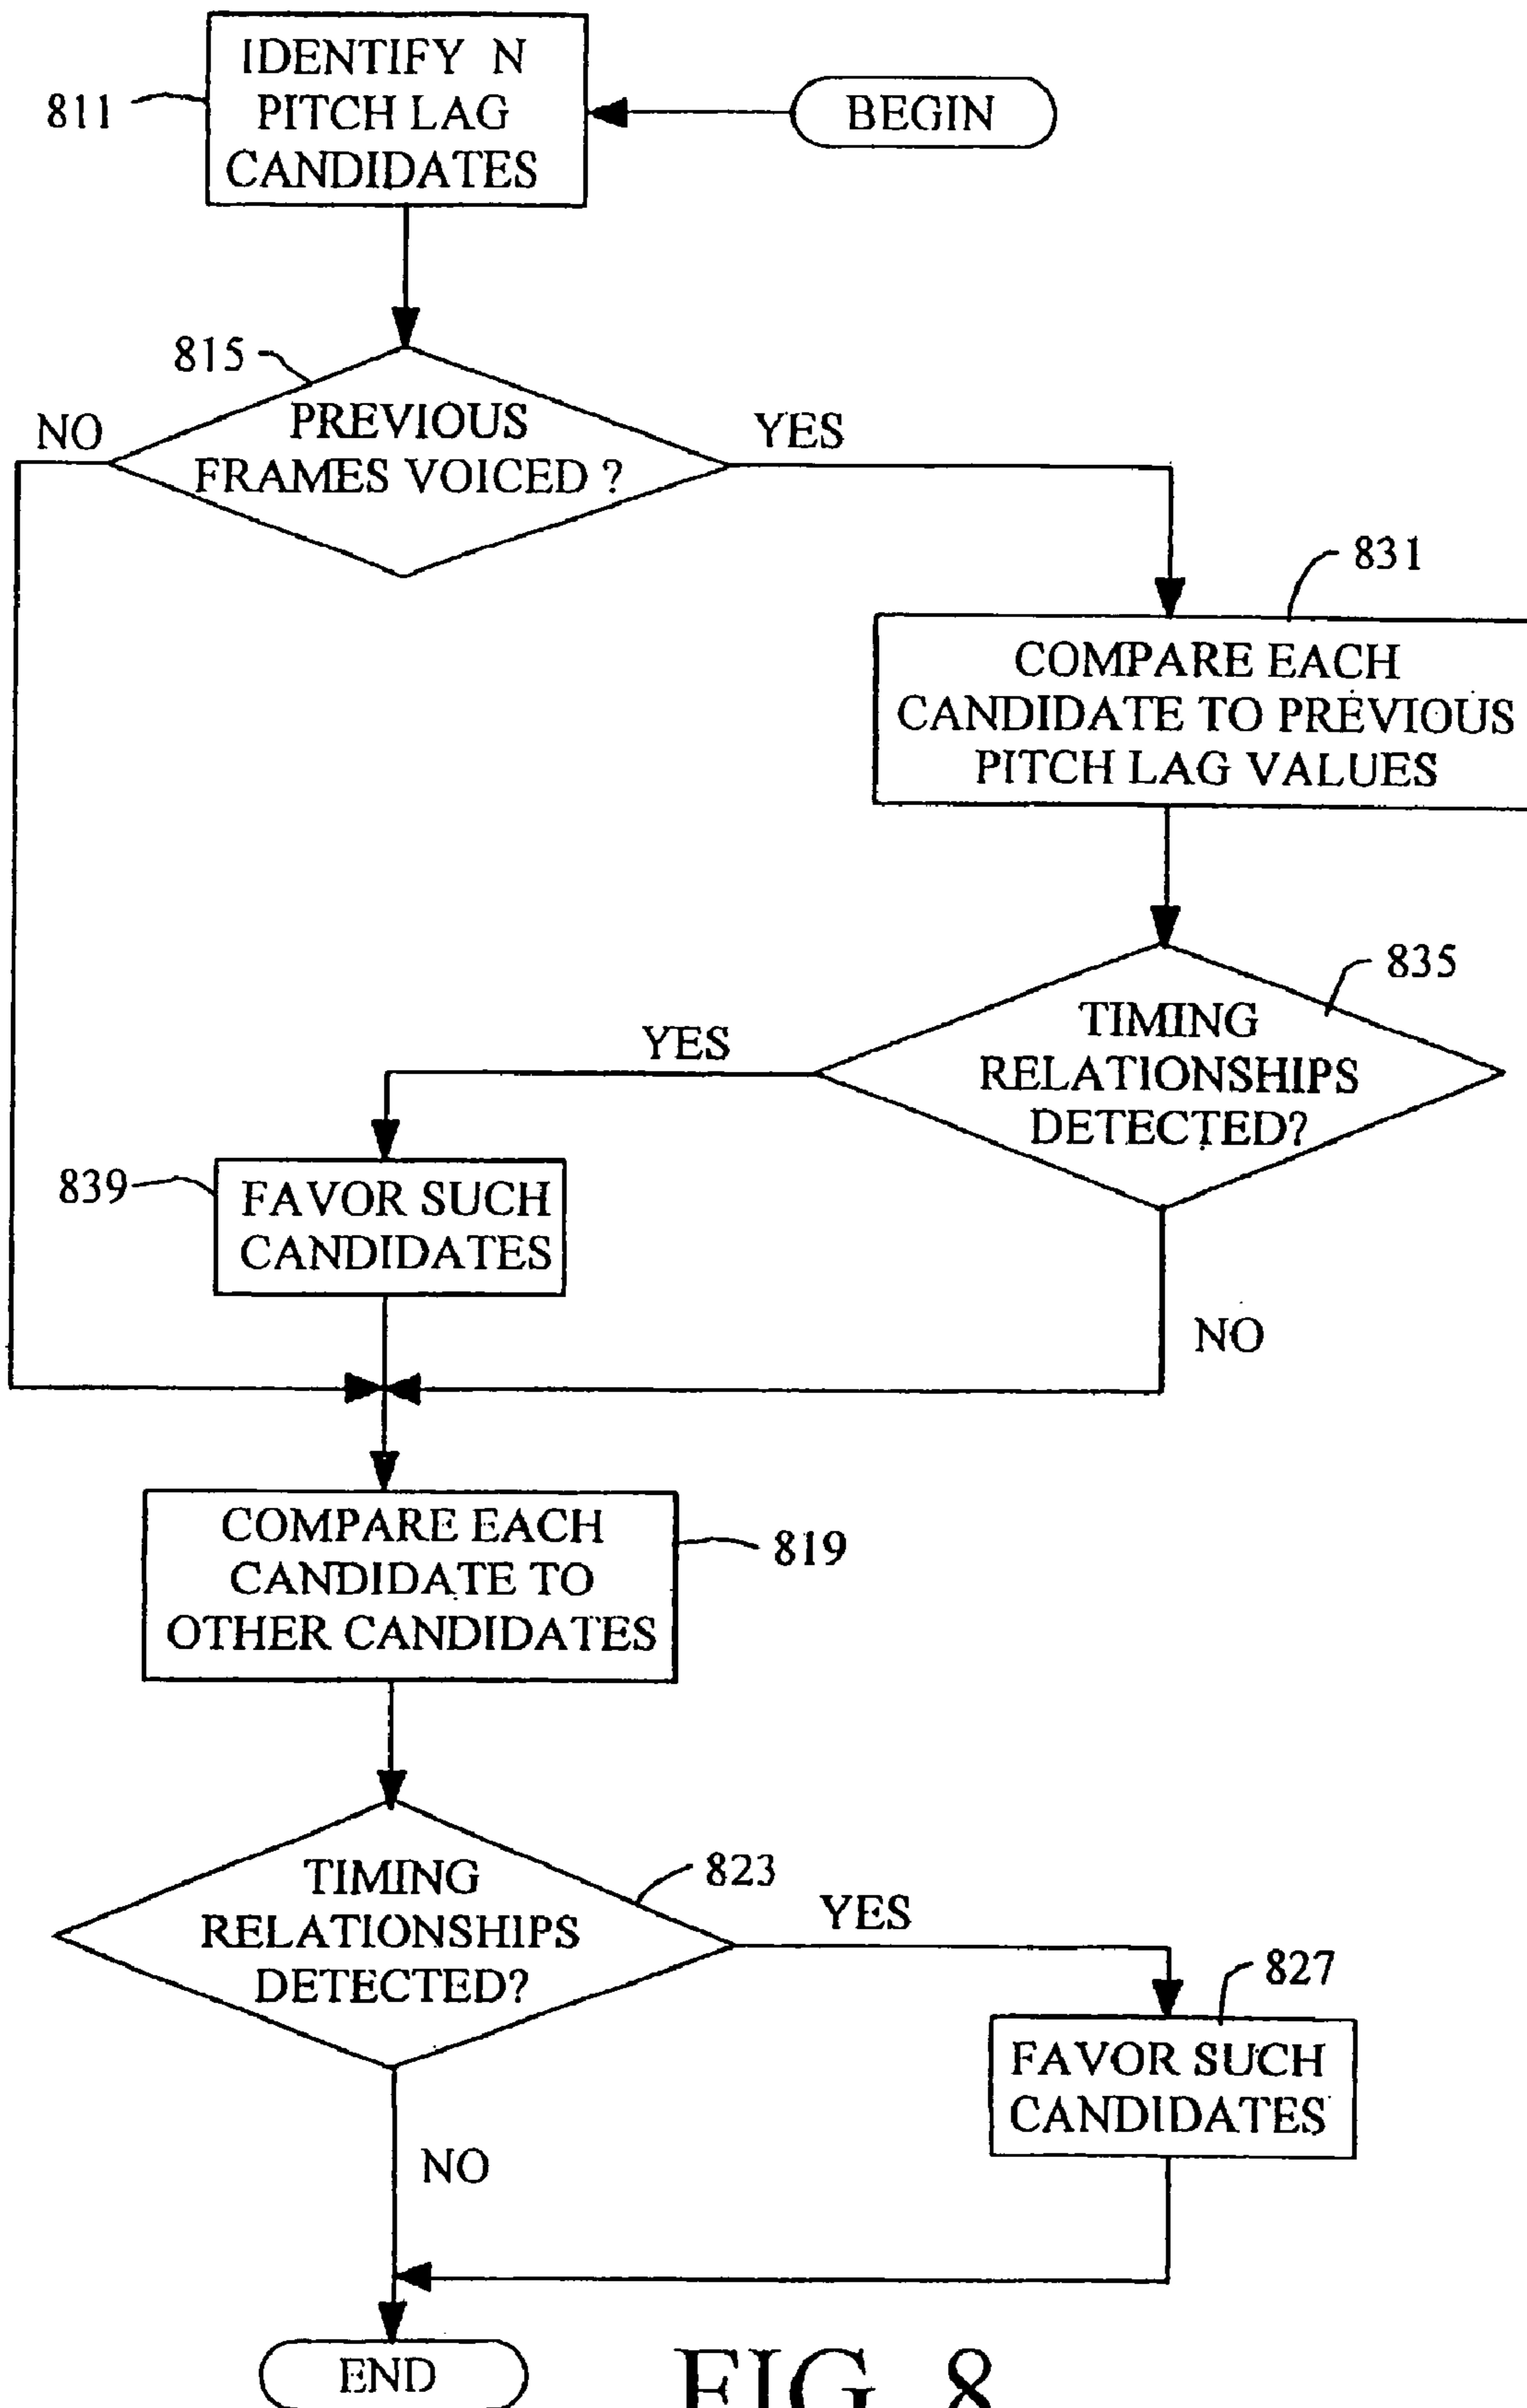 IDENTIFY N
PITCH LAG
CANDIDATES
811
BEGIN
815
NO
PREVIOUS
FRAMES VOICED ?
YES
831
COMPARE EACH
CANDIDATE TO PREVIOUS
PITCH LAG VALUES
835
TIMING
RELATIONSHIPS
DETECTED?
YES
839
FAVOR SUCH
CANDIDATES
NO
COMPARE EACH
CANDIDATE TO
OTHER CANDIDATES
819
TIMING
RELATIONSHIPS
DETECTED?
823
YES
827
FAVOR SUCH
CANDIDATES
NO
END
FIG. 8